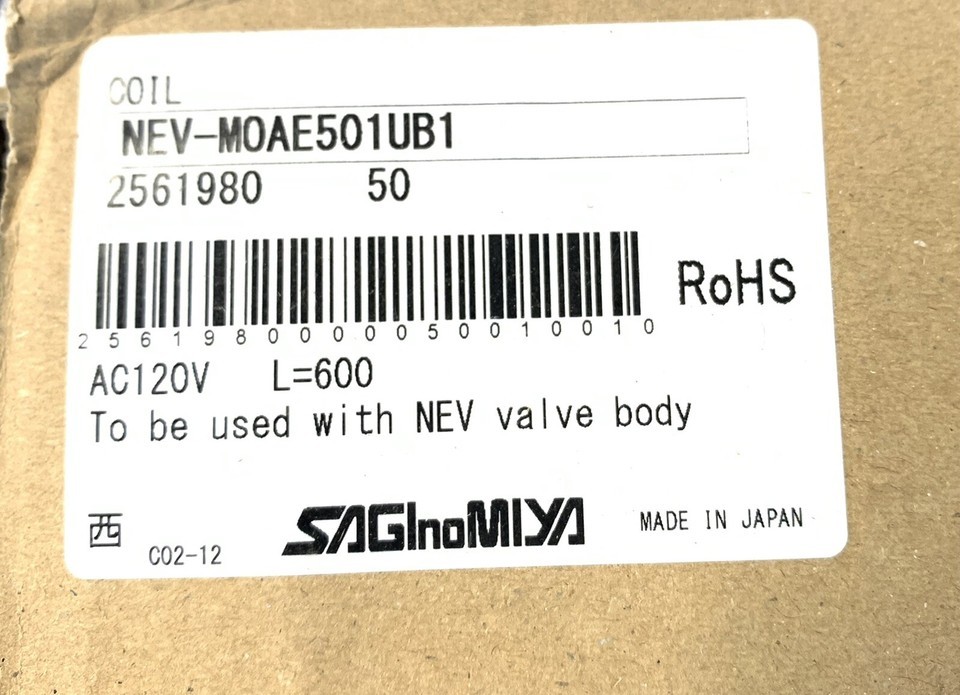 COIL
NEV-MOAE501UB1
2561980 50
2561980000050010010
RoHS
AC120V L=600
To be used with NEV valve body
西
C02-12
SAGInoMIYA
MADE IN JAPAN